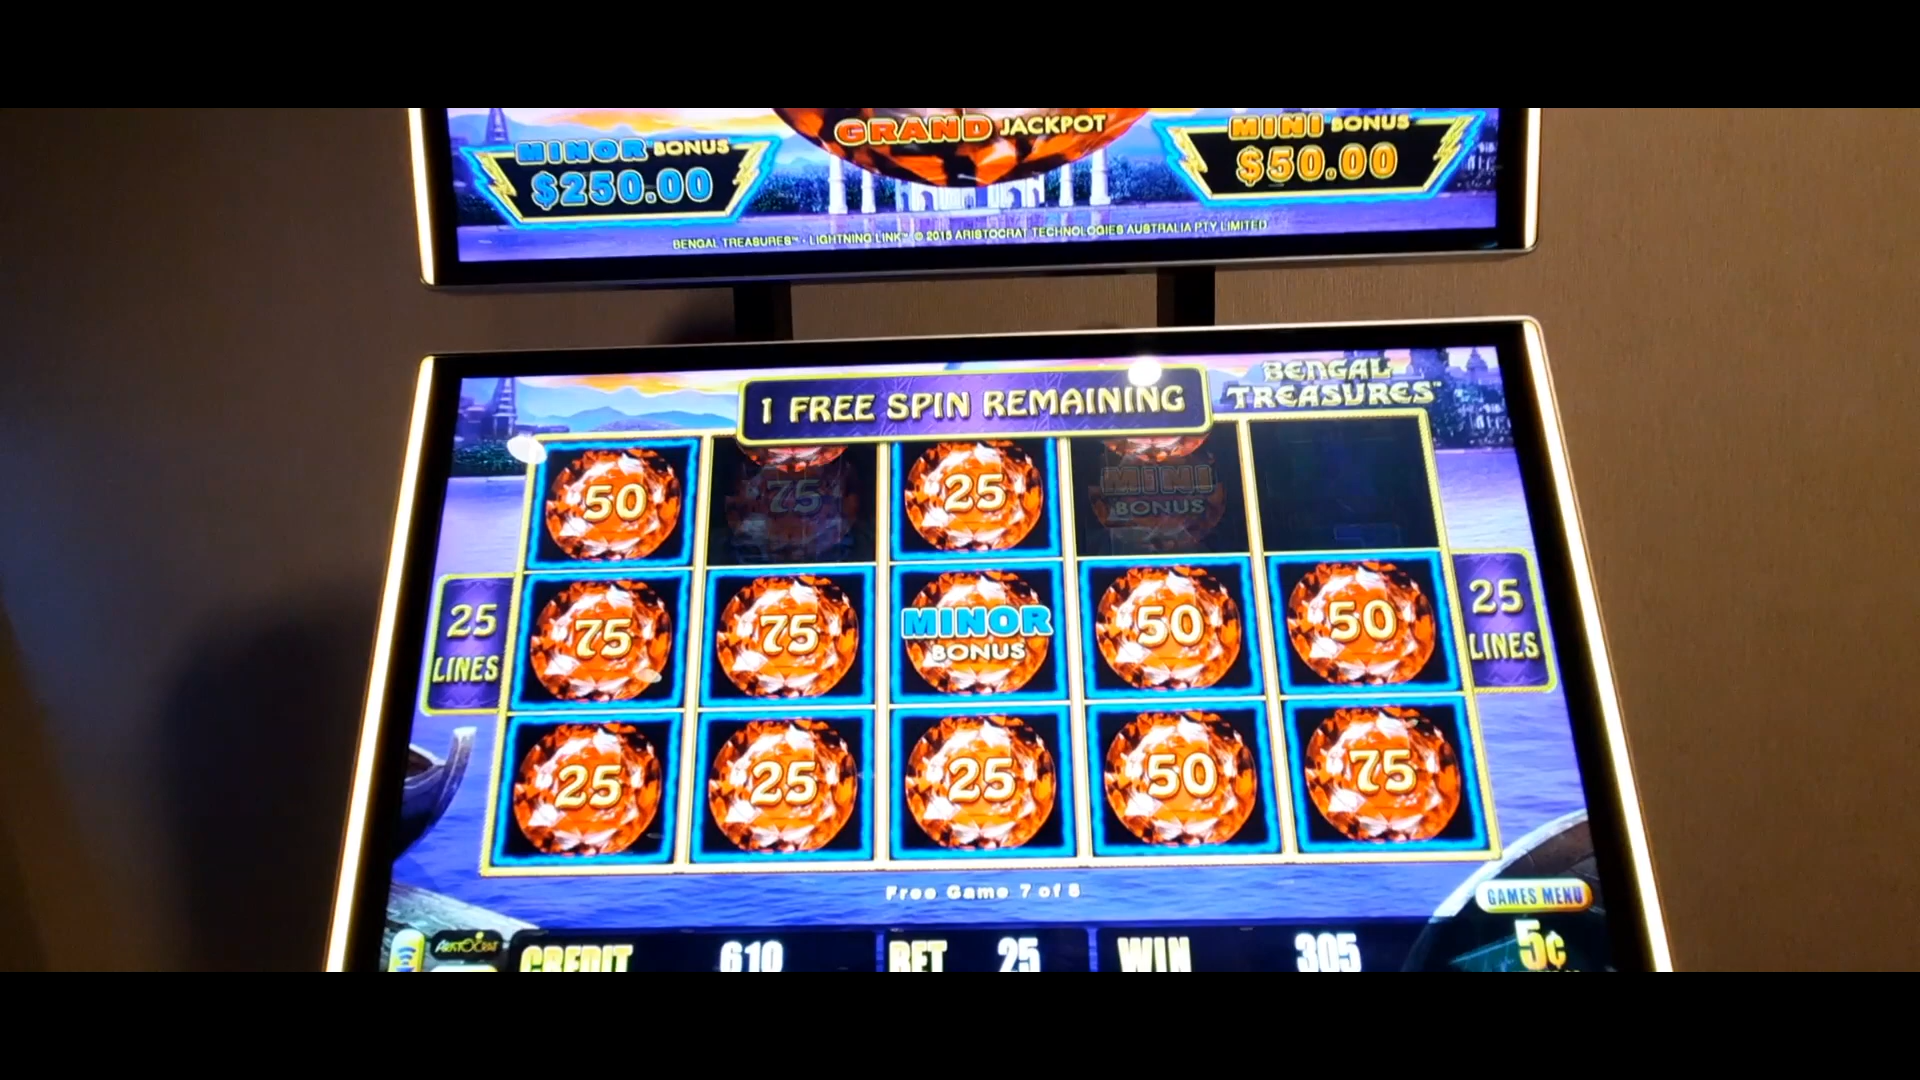 GRAND JACKPOT
MINOR BONUS
$250.00
MINI BONUS
$50.00
BENGAL TREASURES™ · LIGHTNING LINK™ © 2015 ARISTOCRAT TECHNOLOGIES AUSTRALIA PTY LIMITED
1 FREE SPIN REMAINING
BENGAL
TREASURES™
50 75 25 MINI BONUS
25 LINES
75 75 MINOR BONUS 50 50
25 LINES
25 25 25 50 75
Free Game 7 of 8
GAMES MENU
ARISTOCRAT
CREDIT 610 BET 25 WIN 305 5¢